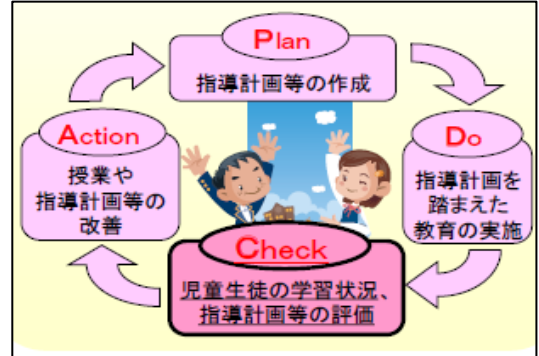 Plan
指導計画等の作成
Do
指導計画を
踏まえた
教育の実施
Check
児童生徒の学習状況、
指導計画等の評価
Action
授業や
指導計画等の
改善